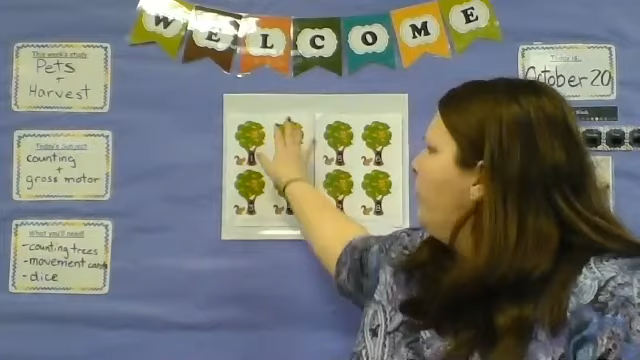 WELCOME
This week's study
Pets
+
Harvest
Today is...
October 20
Today's Subject
counting
+
gross motor
What you'll need
-counting trees
-movement cards
-dice